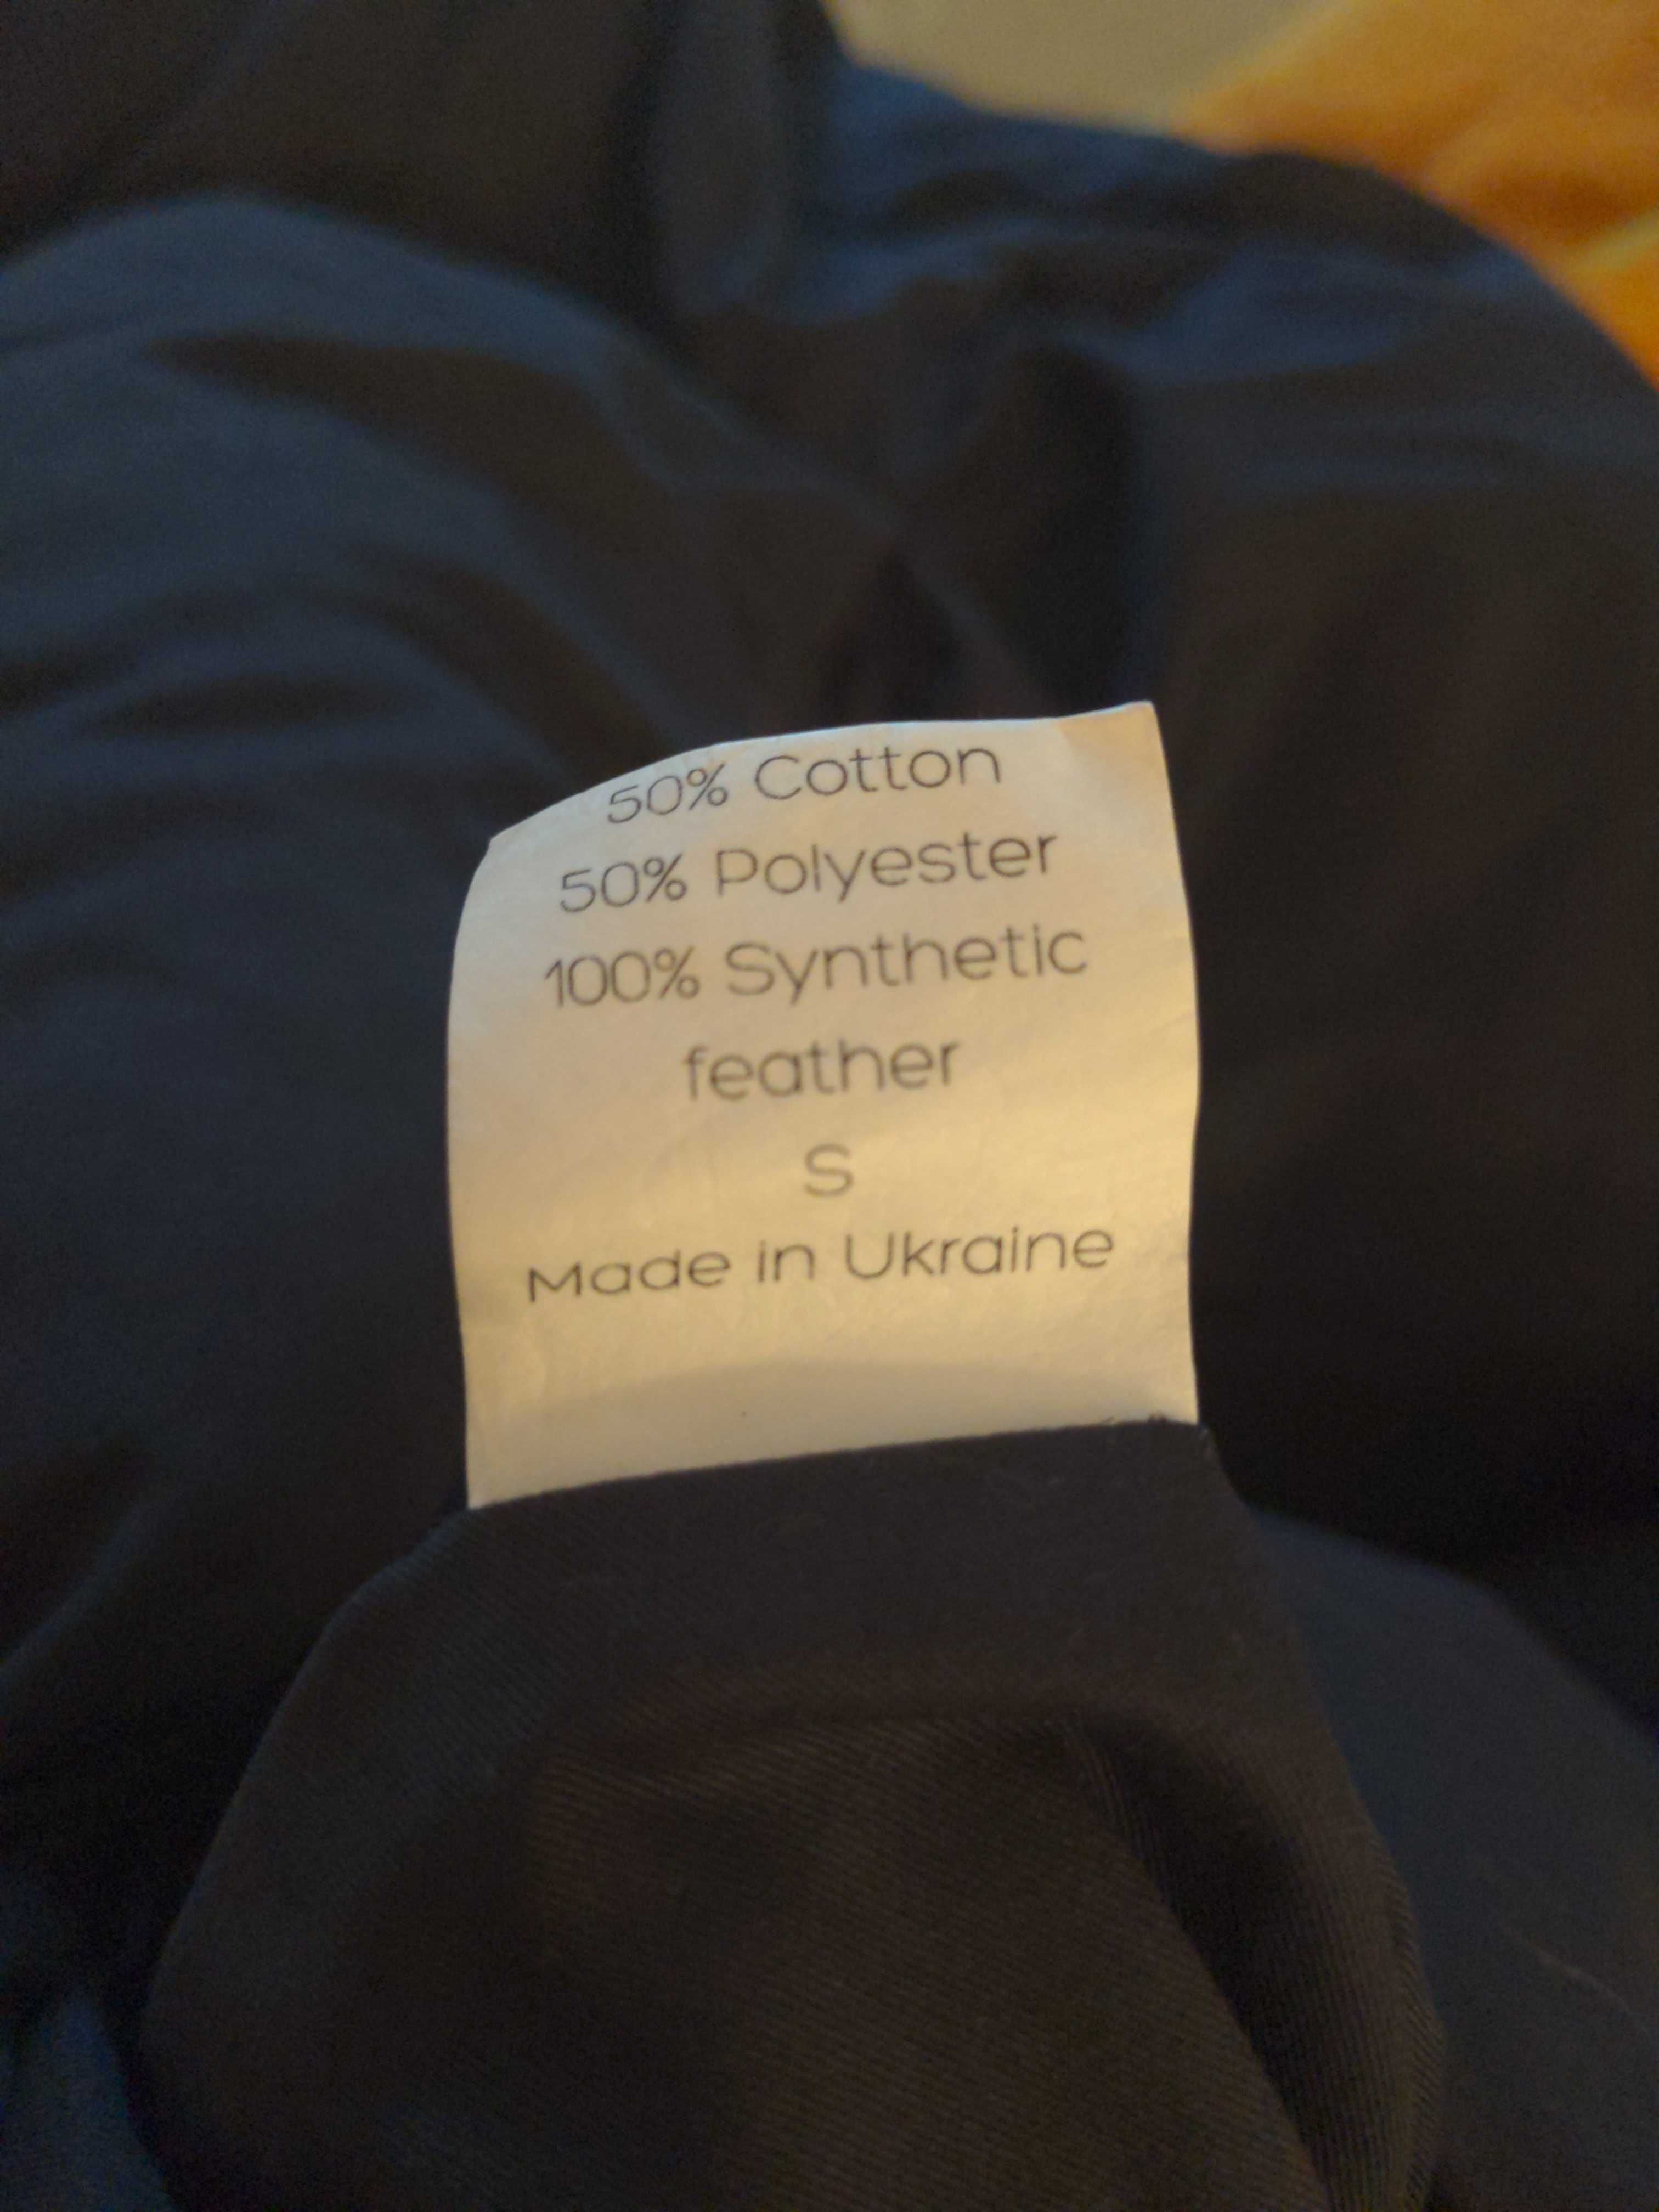 50% Cotton
50% Polyester
100% Synthetic
feather
S
Made in Ukraine